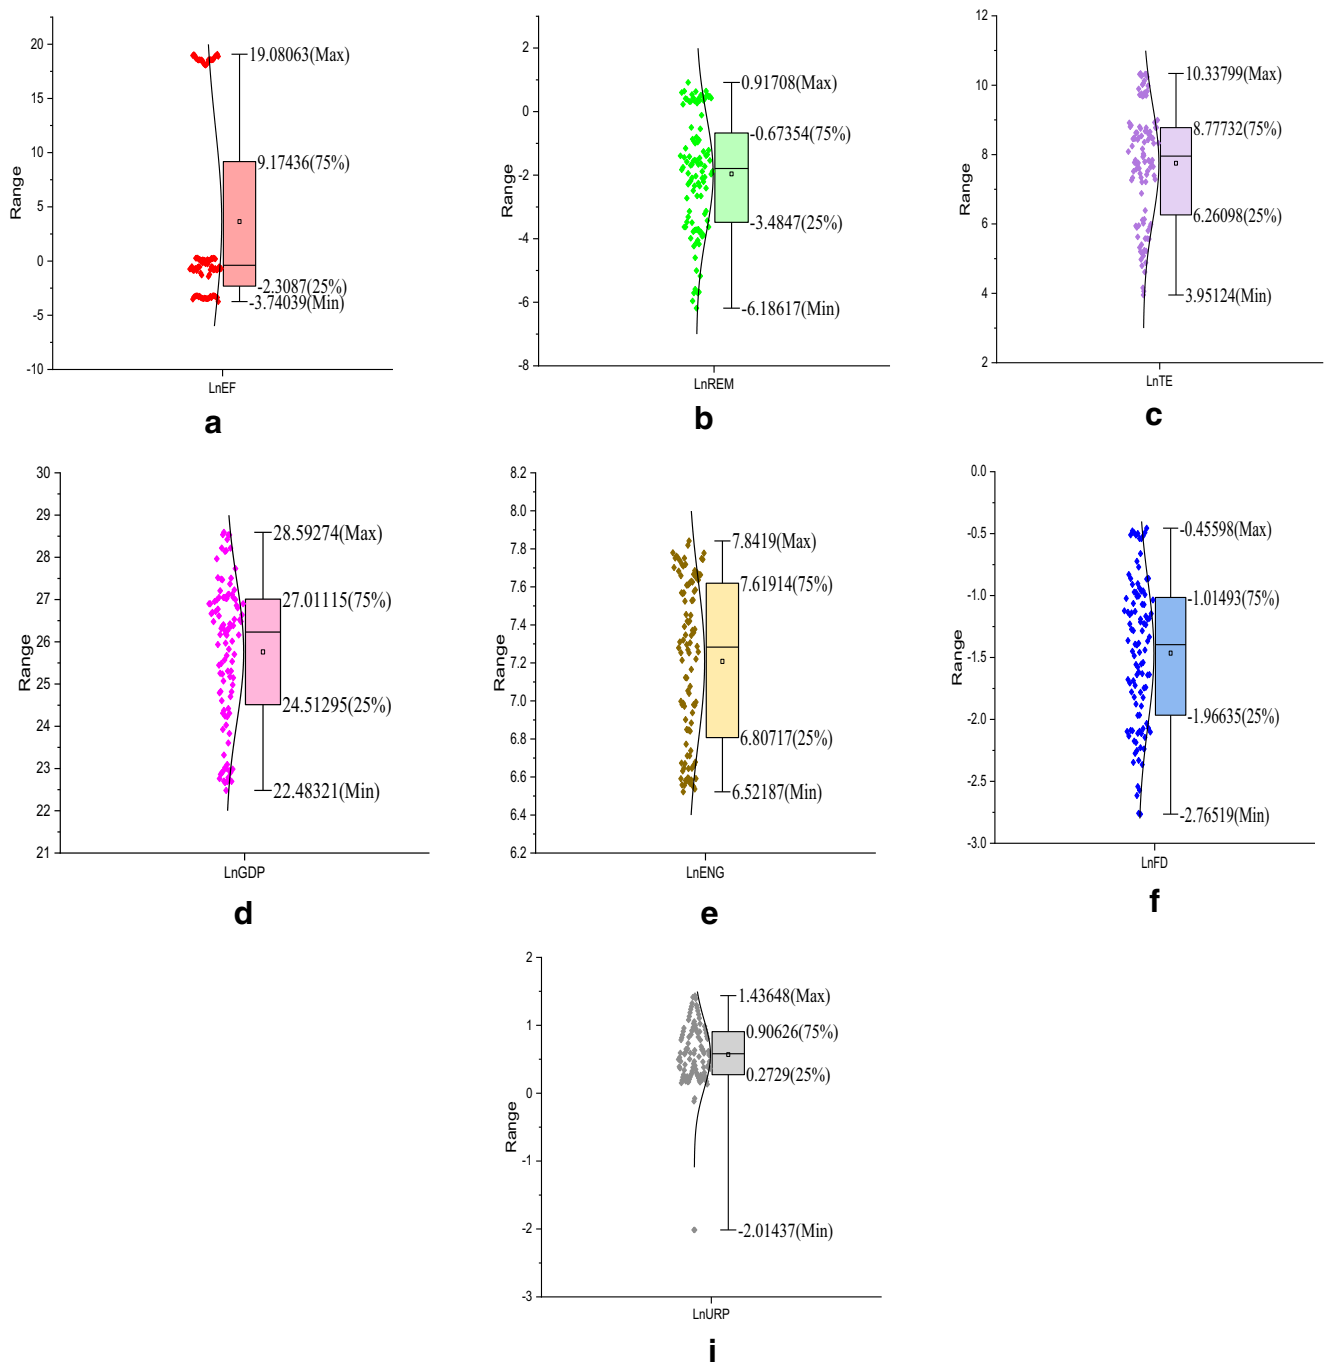 20
15
10
5
0
-5
-10
Range
19.08063(Max)
9.17436(75%)
-2.3087(25%)
-3.74039(Min)
LnEF
a
2
0
-2
-4
-6
-8
Range
0.91708(Max)
-0.67354(75%)
-3.4847(25%)
-6.18617(Min)
LnREM
b
12
10
8
6
4
2
Range
10.33799(Max)
8.77732(75%)
6.26098(25%)
3.95124(Min)
LnTE
c
30
29
28
27
26
25
24
23
22
21
Range
28.59274(Max)
27.01115(75%)
24.51295(25%)
22.48321(Min)
LnGDP
d
8.2
8.0
7.8
7.6
7.4
7.2
7.0
6.8
6.6
6.4
6.2
Range
7.8419(Max)
7.61914(75%)
6.80717(25%)
6.52187(Min)
LnENG
e
0.0
-0.5
-1.0
-1.5
-2.0
-2.5
-3.0
Range
-0.45598(Max)
-1.01493(75%)
-1.96635(25%)
-2.76519(Min)
LnFD
f
2
1
0
-1
-2
-3
Range
1.43648(Max)
0.90626(75%)
0.2729(25%)
-2.01437(Min)
LnURP
i